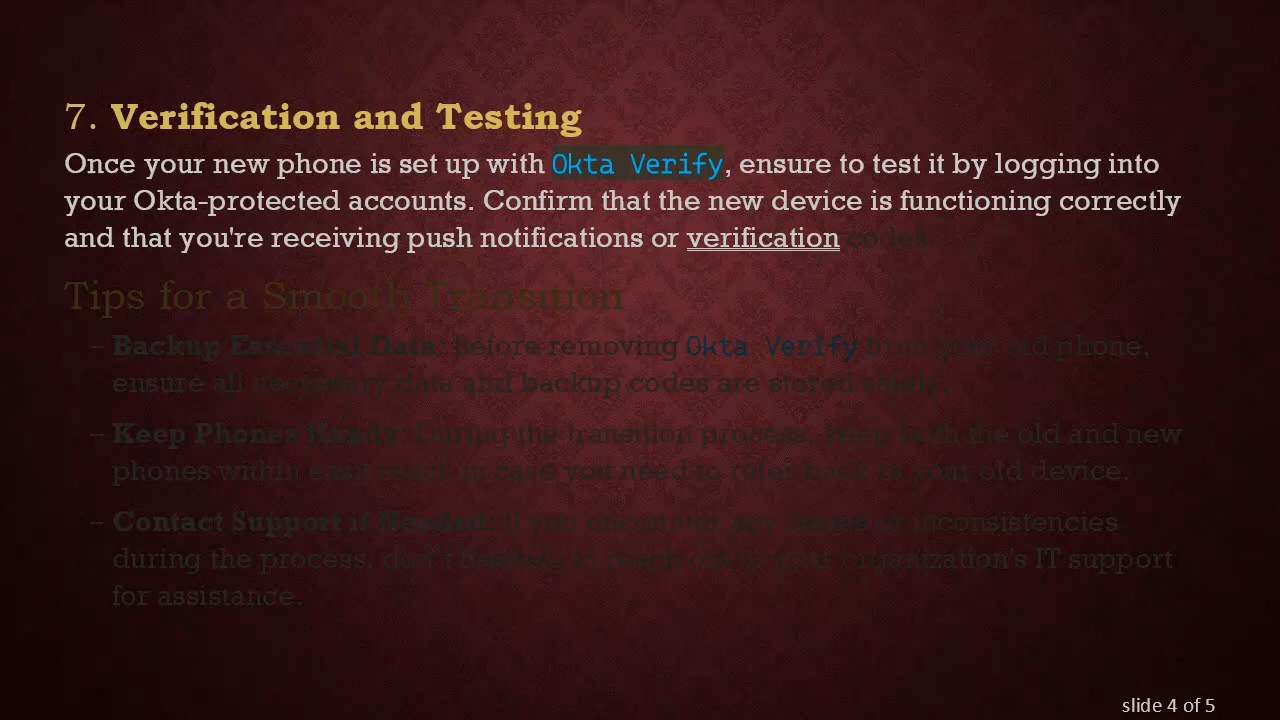 7. Verification and Testing
Once your new phone is set up with Okta Verify, ensure to test it by logging into
your Okta-protected accounts. Confirm that the new device is functioning correctly
and that you're receiving push notifications or verification codes.
Tips for a Smooth Transition
– Backup Essential Data: Before removing Okta Verify from your old phone,
ensure all necessary data and backup codes are stored safely.
– Keep Phones Handy: During the transition process, keep both the old and new
phones within easy reach in case you need to refer back to your old device.
– Contact Support if Needed: If you encounter any issues or inconsistencies
during the process, don't hesitate to reach out to your organization's IT support
for assistance.
slide 4 of 5